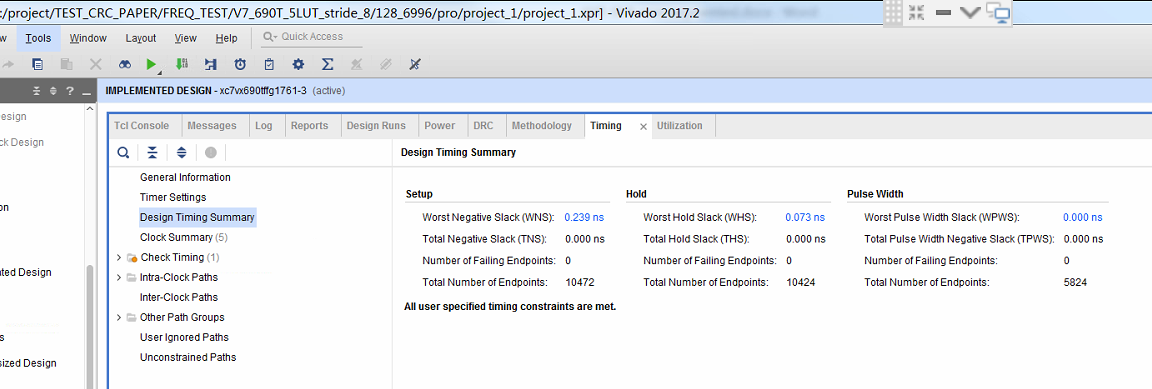 :/project/TEST_CRC_PAPER/FREQ_TEST/V7_690T_5LUT_stride_8/128_6996/pro/project_1/project_1.xpr] - Vivado 2017.2
w Tools Window Layout View Help Quick Access
IMPLEMENTED DESIGN - xc7vx690tffg1761-3 (active)
esign
ck Design
on
nted Design
s
sized Design
Tcl Console Messages Log Reports Design Runs Power DRC Methodology Timing Utilization
General Information
Timer Settings
Design Timing Summary
Clock Summary (5)
Check Timing (1)
Intra-Clock Paths
Inter-Clock Paths
Other Path Groups
User Ignored Paths
Unconstrained Paths
Design Timing Summary
Setup Hold Pulse Width
Worst Negative Slack (WNS): 0.239 ns Worst Hold Slack (WHS): 0.073 ns Worst Pulse Width Slack (WPWS): 0.000 ns
Total Negative Slack (TNS): 0.000 ns Total Hold Slack (THS): 0.000 ns Total Pulse Width Negative Slack (TPWS): 0.000 ns
Number of Failing Endpoints: 0 Number of Failing Endpoints: 0 Number of Failing Endpoints: 0
Total Number of Endpoints: 10472 Total Number of Endpoints: 10424 Total Number of Endpoints: 5824
All user specified timing constraints are met.